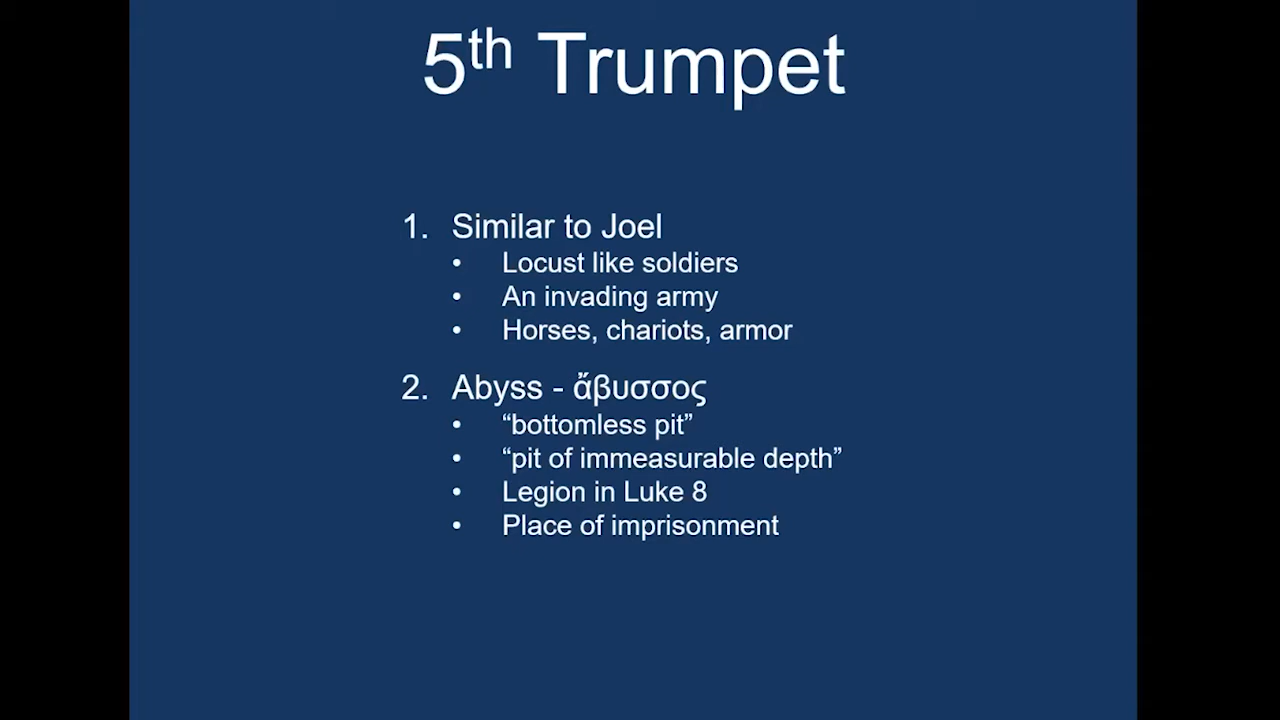 5th Trumpet
1. Similar to Joel
• Locust like soldiers
• An invading army
• Horses, chariots, armor
2. Abyss - ἄβυσσος
• “bottomless pit”
• “pit of immeasurable depth”
• Legion in Luke 8
• Place of imprisonment